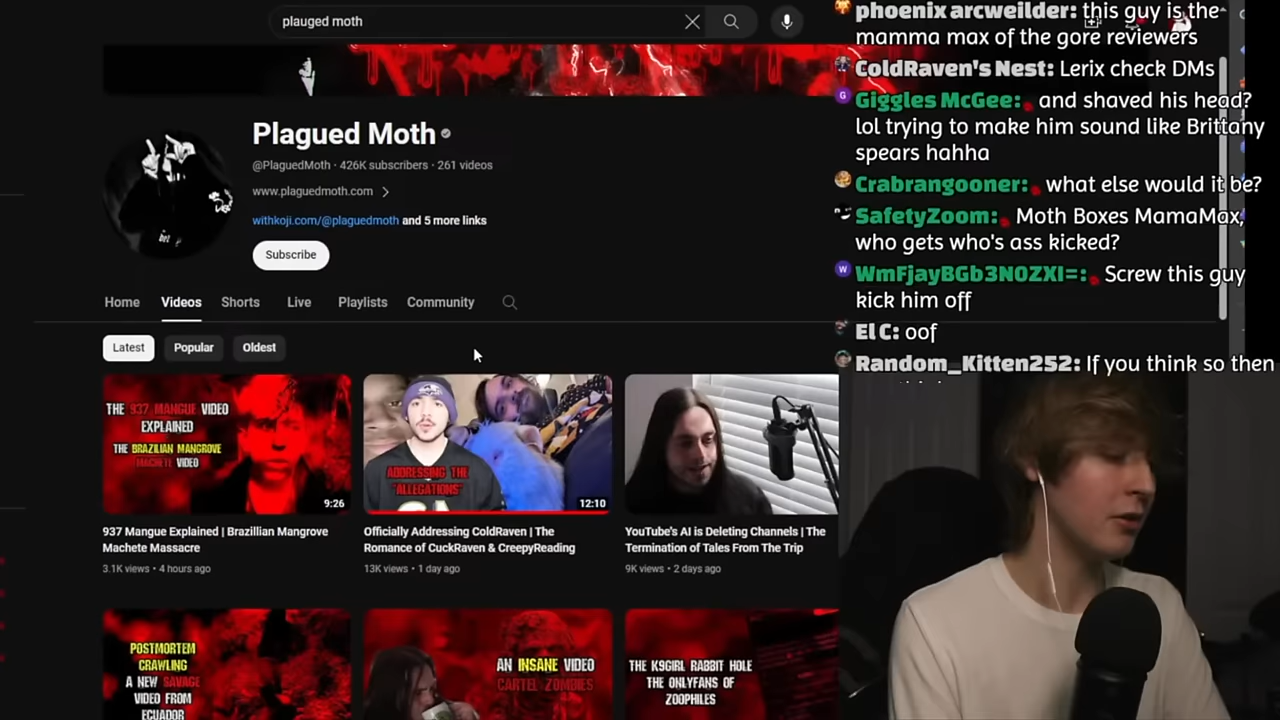 plauged moth
Plagued Moth
@PlaguedMoth · 426K subscribers · 261 videos
www.plaguedmoth.com
withkoji.com/@plaguedmoth and 5 more links
Subscribe
Home Videos Shorts Live Playlists Community
Latest Popular Oldest
THE 937 MANGUE VIDEO
EXPLAINED
THE BRAZILIAN MANGROVE
MACHETE VIDEO
9:26
937 Mangue Explained | Brazillian Mangrove
Machete Massacre
3.1K views • 4 hours ago
ADDRESSING THE
"ALLEGATIONS"
12:10
Officially Addressing ColdRaven | The
Romance of CuckRaven & CreepyReading
13K views • 1 day ago
YouTube's AI is Deleting Channels | The
Termination of Tales From The Trip
9K views • 2 days ago
POSTMORTEM
CRAWLING
A NEW SAVAGE
VIDEO FROM
ECUADOR
AN INSANE VIDEO
CARTEL ZOMBIES
THE K9GIRL RABBIT HOLE
THE ONLYFANS OF
ZOOPHILES
phoenix arcweilder: this guy is the
mamma max of the gore reviewers
ColdRaven's Nest: Lerix check DMs
Giggles McGee: and shaved his head?
lol trying to make him sound like Brittany
spears hahha
Crabrangooner: what else would it be?
SafetyZoom: Moth Boxes MamaMax,
who gets who's ass kicked?
WmFjayBGb3N0ZXI=: Screw this guy
kick him off
El C: oof
Random_Kitten252: If you think so then